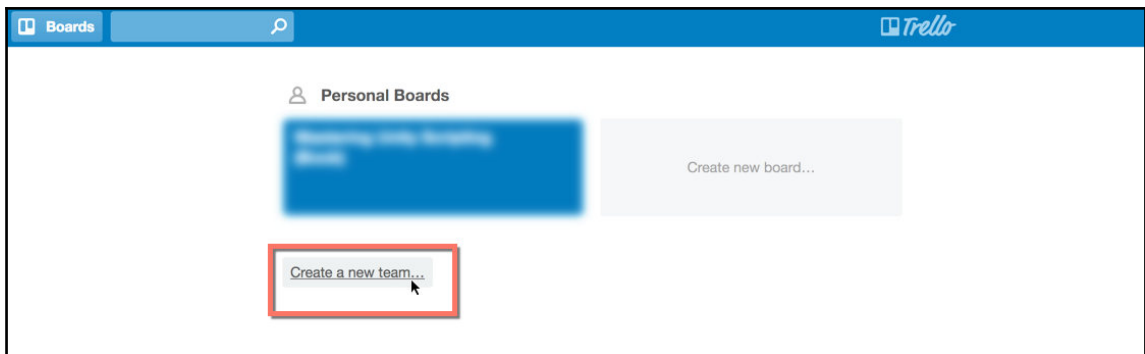 Boards
Trello
Personal Boards
Create new board…
Create a new team…